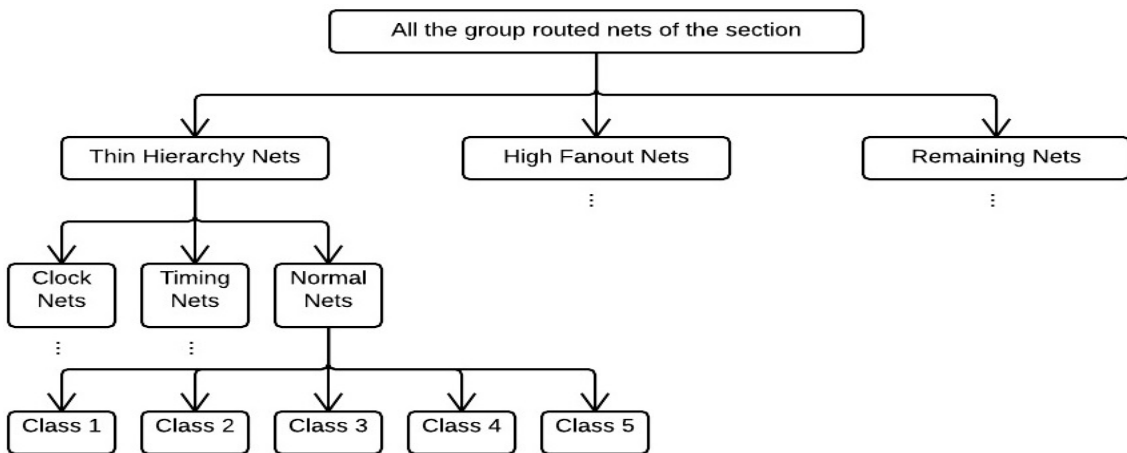 All the group routed nets of the section
Thin Hierarchy Nets
High Fanout Nets
Remaining Nets
...
...
Clock
Nets
Timing
Nets
Normal
Nets
...
...
Class 1
Class 2
Class 3
Class 4
Class 5